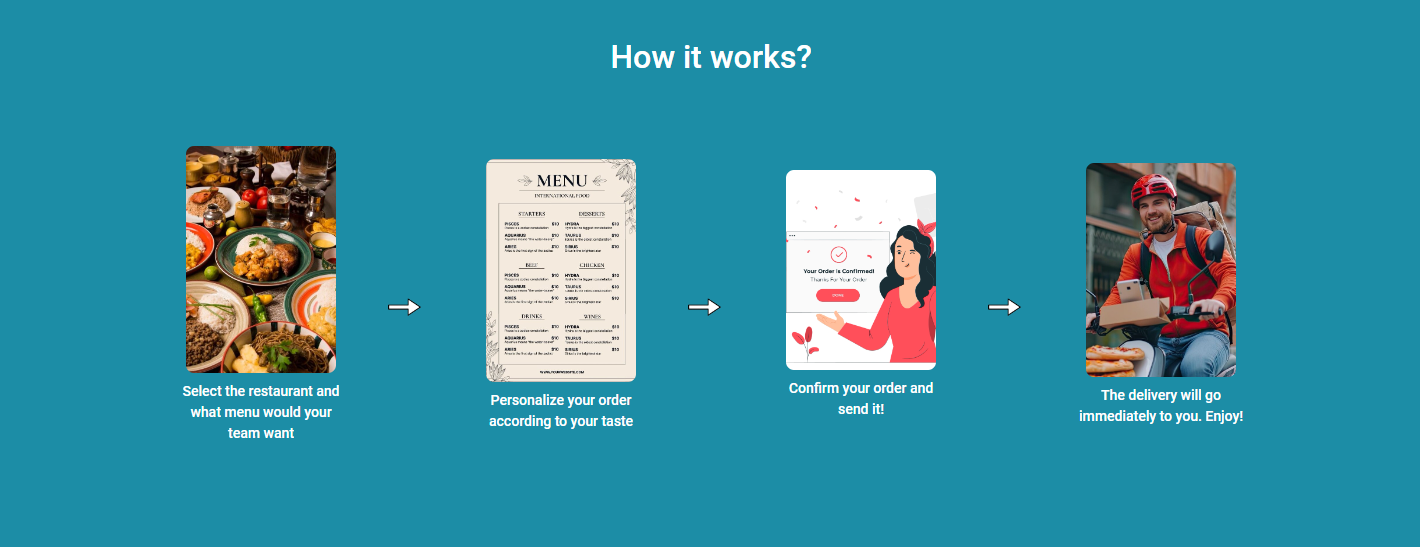 How it works?
Select the restaurant and
what menu would your
team want
MENU
INTERNATIONAL FOOD
STARTERS
PISCES $10
AQUARIUS $10
ARIES $10
DESSERTS
HYDRA $10
TAURUS $10
SIRIUS $10
BEEF
PISCES $10
AQUARIUS $10
ARIES $10
CHICKEN
HYDRA $10
TAURUS $10
SIRIUS $10
DRINKS
PISCES $10
AQUARIUS $10
ARIES $10
WINES
HYDRA $10
TAURUS $10
SIRIUS $10
WWW.YOURWEBSITE.COM
Personalize your order
according to your taste
Your Order is Confirmed!
Thanks For Your Order
Confirm your order and
send it!
The delivery will go
immediately to you. Enjoy!